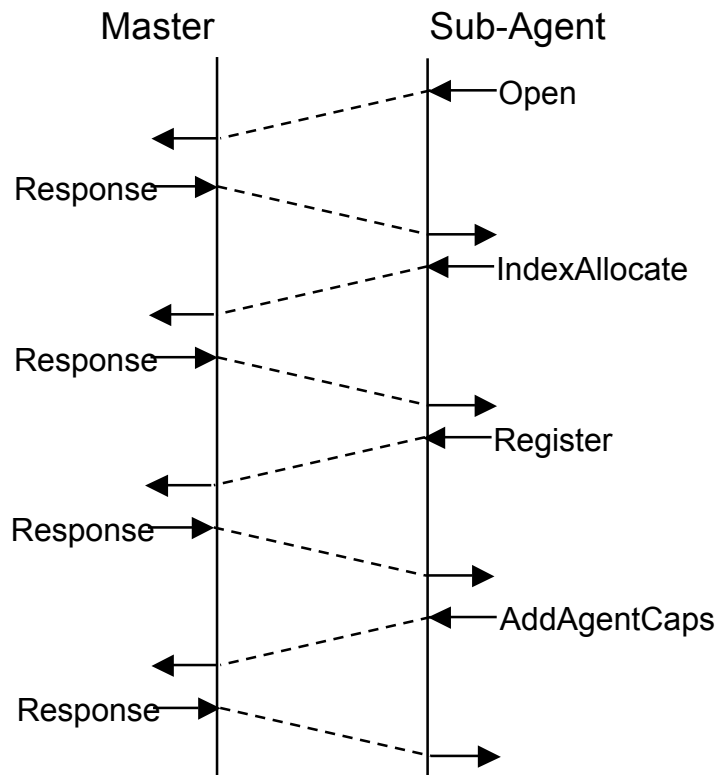 Master
Sub-Agent
Open
Response
IndexAllocate
Response
Register
Response
AddAgentCaps
Response